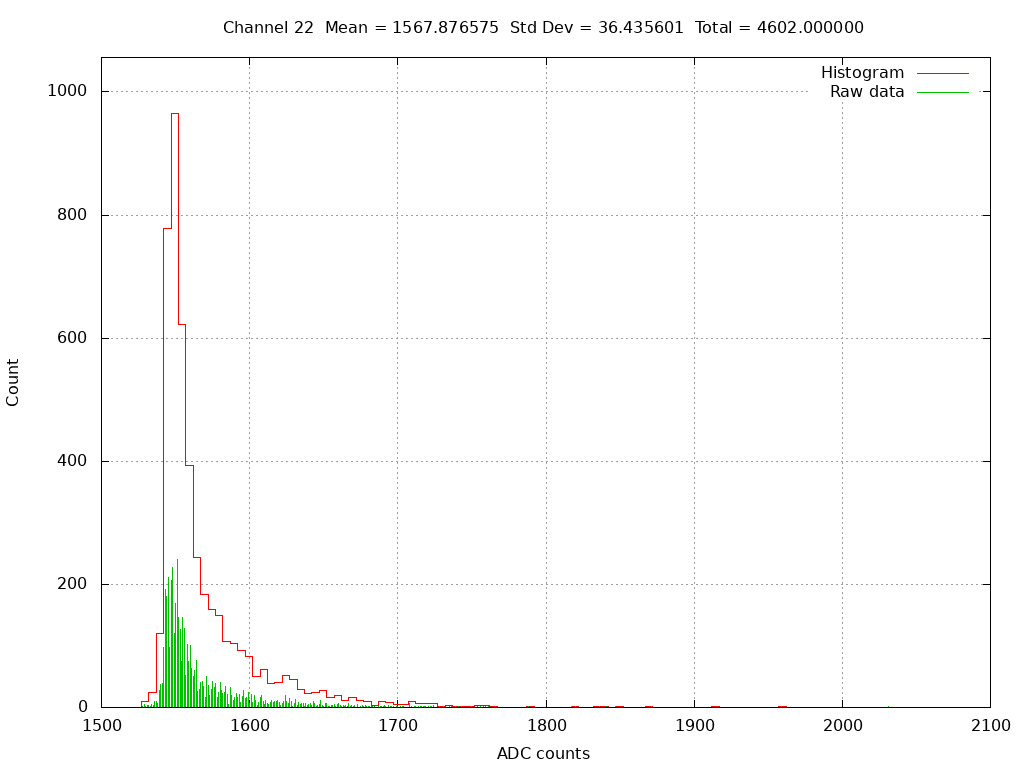 Channel 22  Mean = 1567.876575  Std Dev = 36.435601  Total = 4602.000000
Histogram
Raw data
1000
800
600
400
200
0
Count
1500 1600 1700 1800 1900 2000 2100
ADC counts